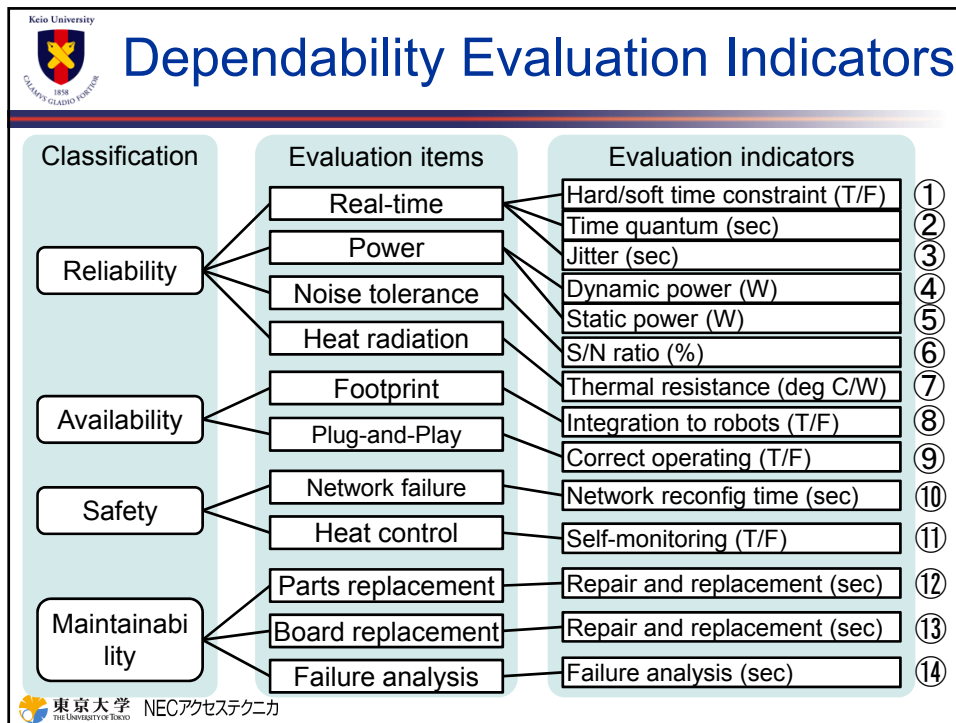 Keio University
1858
CALAMVS GLADIO FORTIOR
Dependability Evaluation Indicators
Classification
Evaluation items
Evaluation indicators
Reliability
Real-time
Hard/soft time constraint (T/F) ①
Time quantum (sec) ②
Jitter (sec) ③
Power
Dynamic power (W) ④
Static power (W) ⑤
Noise tolerance
S/N ratio (%) ⑥
Heat radiation
Thermal resistance (deg C/W) ⑦
Availability
Footprint
Integration to robots (T/F) ⑧
Plug-and-Play
Correct operating (T/F) ⑨
Safety
Network failure
Network reconfig time (sec) ⑩
Heat control
Self-monitoring (T/F) ⑪
Maintainabi
lity
Parts replacement
Repair and replacement (sec) ⑫
Board replacement
Repair and replacement (sec) ⑬
Failure analysis
Failure analysis (sec) ⑭
東京大学
THE UNIVERSITY OF TOKYO
NECアクセステクニカ